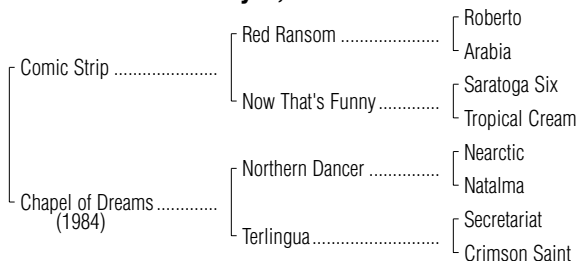 Roberto
Red Ransom ....................
Arabia
Comic Strip ......................
Saratoga Six
Now That's Funny.............
Tropical Cream
Nearctic
Northern Dancer ...............
Natalma
Chapel of Dreams.............
(1984)
Secretariat
Terlingua...........................
Crimson Saint